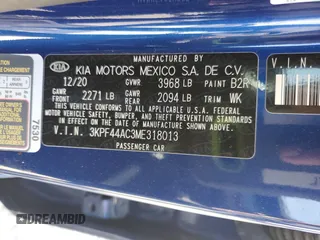 MANUFACTURED BY
KIA KIA MOTORS MEXICO S.A. DE C.V.
12/20 GVWR 3968 LB PAINT B2R
GAWR FRONT 2271 LB GAWR REAR 2094 LB TRIM WK
THIS VEHICLE CONFORMS TO ALL APPLICABLE
U.S. FEDERAL MOTOR VEHICLE SAFETY, BUMPER,
AND THEFT PREVENTION STANDARDS IN EFFECT
ON THE DATE OF MANUFACTURE SHOWN ABOVE.
V.I.N. 3KPF44AC3ME318013
PASSENGER CAR
7530
V.I.N.
DREAMBID